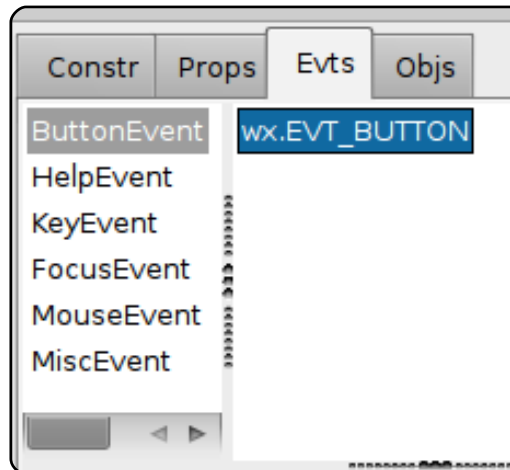 Constr Props Evts Objs
ButtonEvent wx.EVT_BUTTON
HelpEvent
KeyEvent
FocusEvent
MouseEvent
MiscEvent